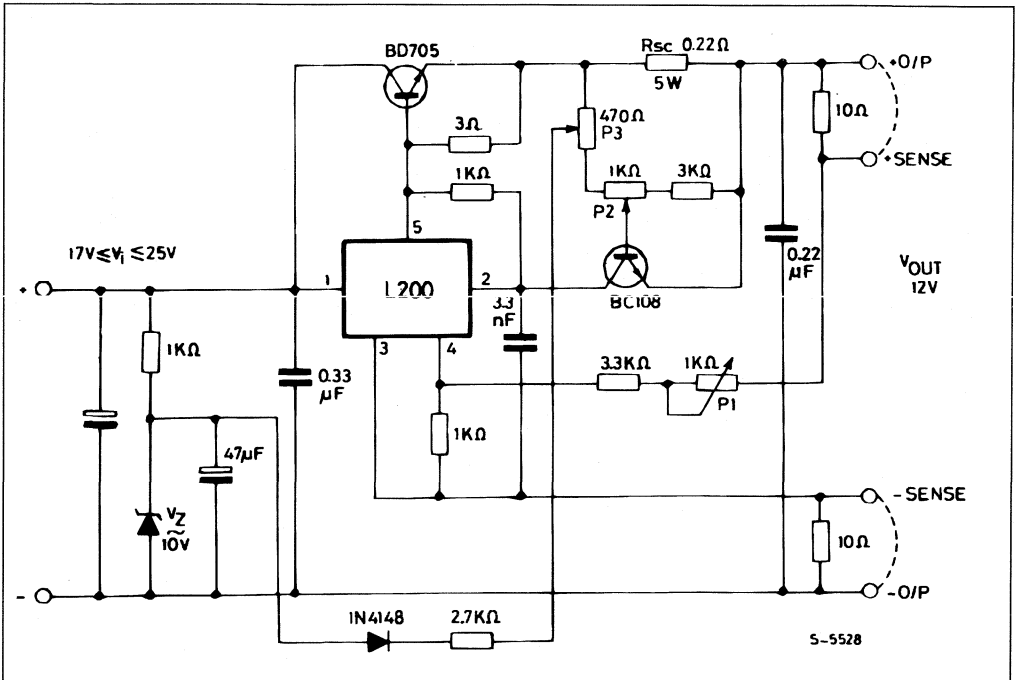 BD705
Rsc 0.22Ω
5W
+O/P
10Ω
+SENSE
470Ω
P3
3Ω
1KΩ
1KΩ
3KΩ
P2
5
17V≤Vi≤25V
+
1
L200
2
BC108
3.3
nF
0.22
µF
VOUT
12V
3
4
1KΩ
0.33
µF
3.3KΩ
1KΩ
P1
1KΩ
47µF
-SENSE
VZ
~
10V
10Ω
-
-O/P
1N4148
2.7KΩ
S-5528